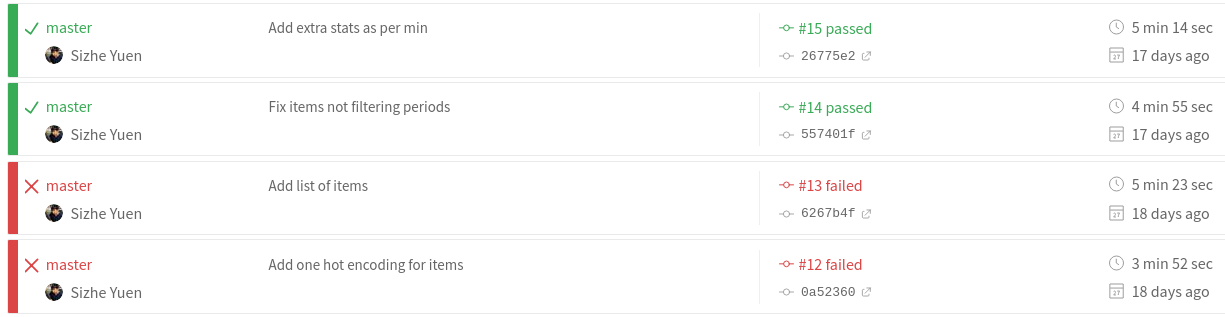 master Add extra stats as per min #15 passed 5 min 14 sec
Sizhe Yuen 26775e2 17 days ago
master Fix items not filtering periods #14 passed 4 min 55 sec
Sizhe Yuen 557401f 17 days ago
master Add list of items #13 failed 5 min 23 sec
Sizhe Yuen 6267b4f 18 days ago
master Add one hot encoding for items #12 failed 3 min 52 sec
Sizhe Yuen 0a52360 18 days ago